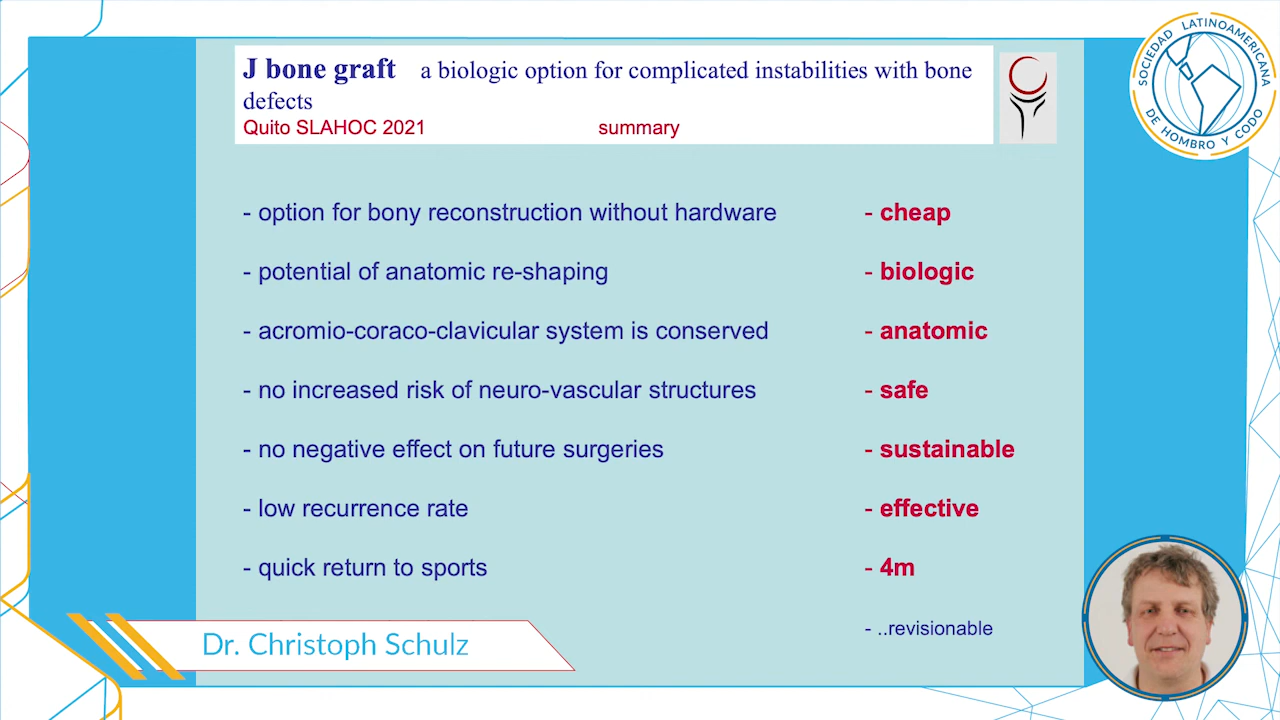 J bone graft a biologic option for complicated instabilities with bone
defects
Quito SLAHOC 2021 summary
- option for bony reconstruction without hardware - cheap
- potential of anatomic re-shaping - biologic
- acromio-coraco-clavicular system is conserved - anatomic
- no increased risk of neuro-vascular structures - safe
- no negative effect on future surgeries - sustainable
- low recurrence rate - effective
- quick return to sports - 4m
- ..revisionable
Dr. Christoph Schulz
SOCIEDAD LATINOAMERICANA
DE HOMBRO Y CODO